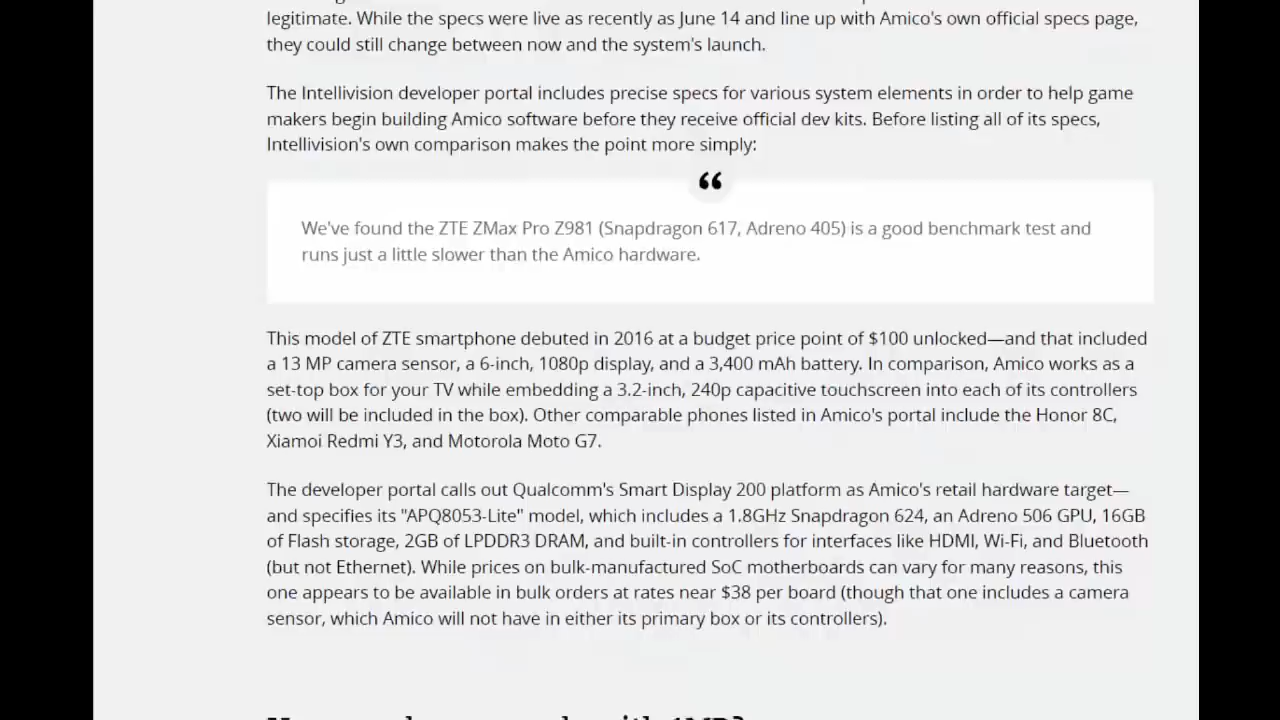 legitimate. While the specs were live as recently as June 14 and line up with Amico's own official specs page,
they could still change between now and the system's launch.
The Intellivision developer portal includes precise specs for various system elements in order to help game
makers begin building Amico software before they receive official dev kits. Before listing all of its specs,
Intellivision's own comparison makes the point more simply:
“
We've found the ZTE ZMax Pro Z981 (Snapdragon 617, Adreno 405) is a good benchmark test and
runs just a little slower than the Amico hardware.
This model of ZTE smartphone debuted in 2016 at a budget price point of $100 unlocked—and that included
a 13 MP camera sensor, a 6-inch, 1080p display, and a 3,400 mAh battery. In comparison, Amico works as a
set-top box for your TV while embedding a 3.2-inch, 240p capacitive touchscreen into each of its controllers
(two will be included in the box). Other comparable phones listed in Amico's portal include the Honor 8C,
Xiamoi Redmi Y3, and Motorola Moto G7.
The developer portal calls out Qualcomm's Smart Display 200 platform as Amico's retail hardware target—
and specifies its "APQ8053-Lite" model, which includes a 1.8GHz Snapdragon 624, an Adreno 506 GPU, 16GB
of Flash storage, 2GB of LPDDR3 DRAM, and built-in controllers for interfaces like HDMI, Wi-Fi, and Bluetooth
(but not Ethernet). While prices on bulk-manufactured SoC motherboards can vary for many reasons, this
one appears to be available in bulk orders at rates near $38 per board (though that one includes a camera
sensor, which Amico will not have in either its primary box or its controllers).